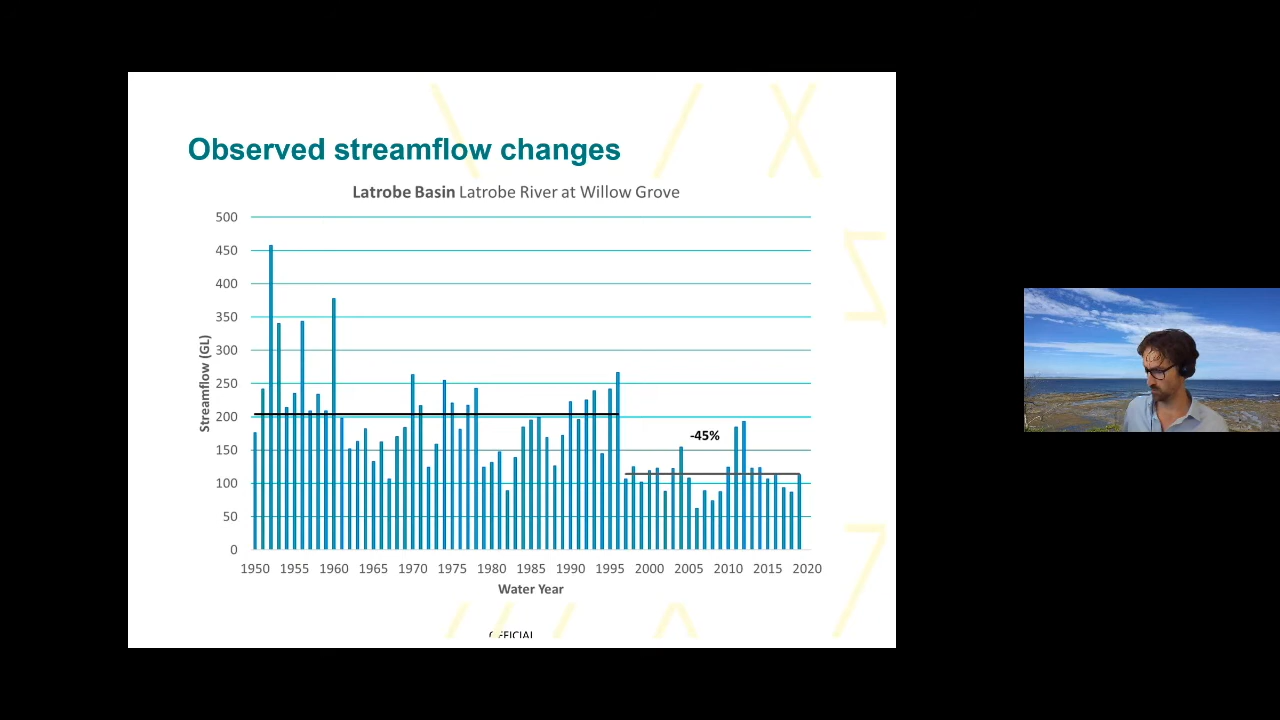 Observed streamflow changes
Latrobe Basin Latrobe River at Willow Grove
500
450
400
350
300
250
200
150
100
50
0
Streamflow (GL)
-45%
1950 1955 1960 1965 1970 1975 1980 1985 1990 1995 2000 2005 2010 2015 2020
Water Year
OFFICIAL